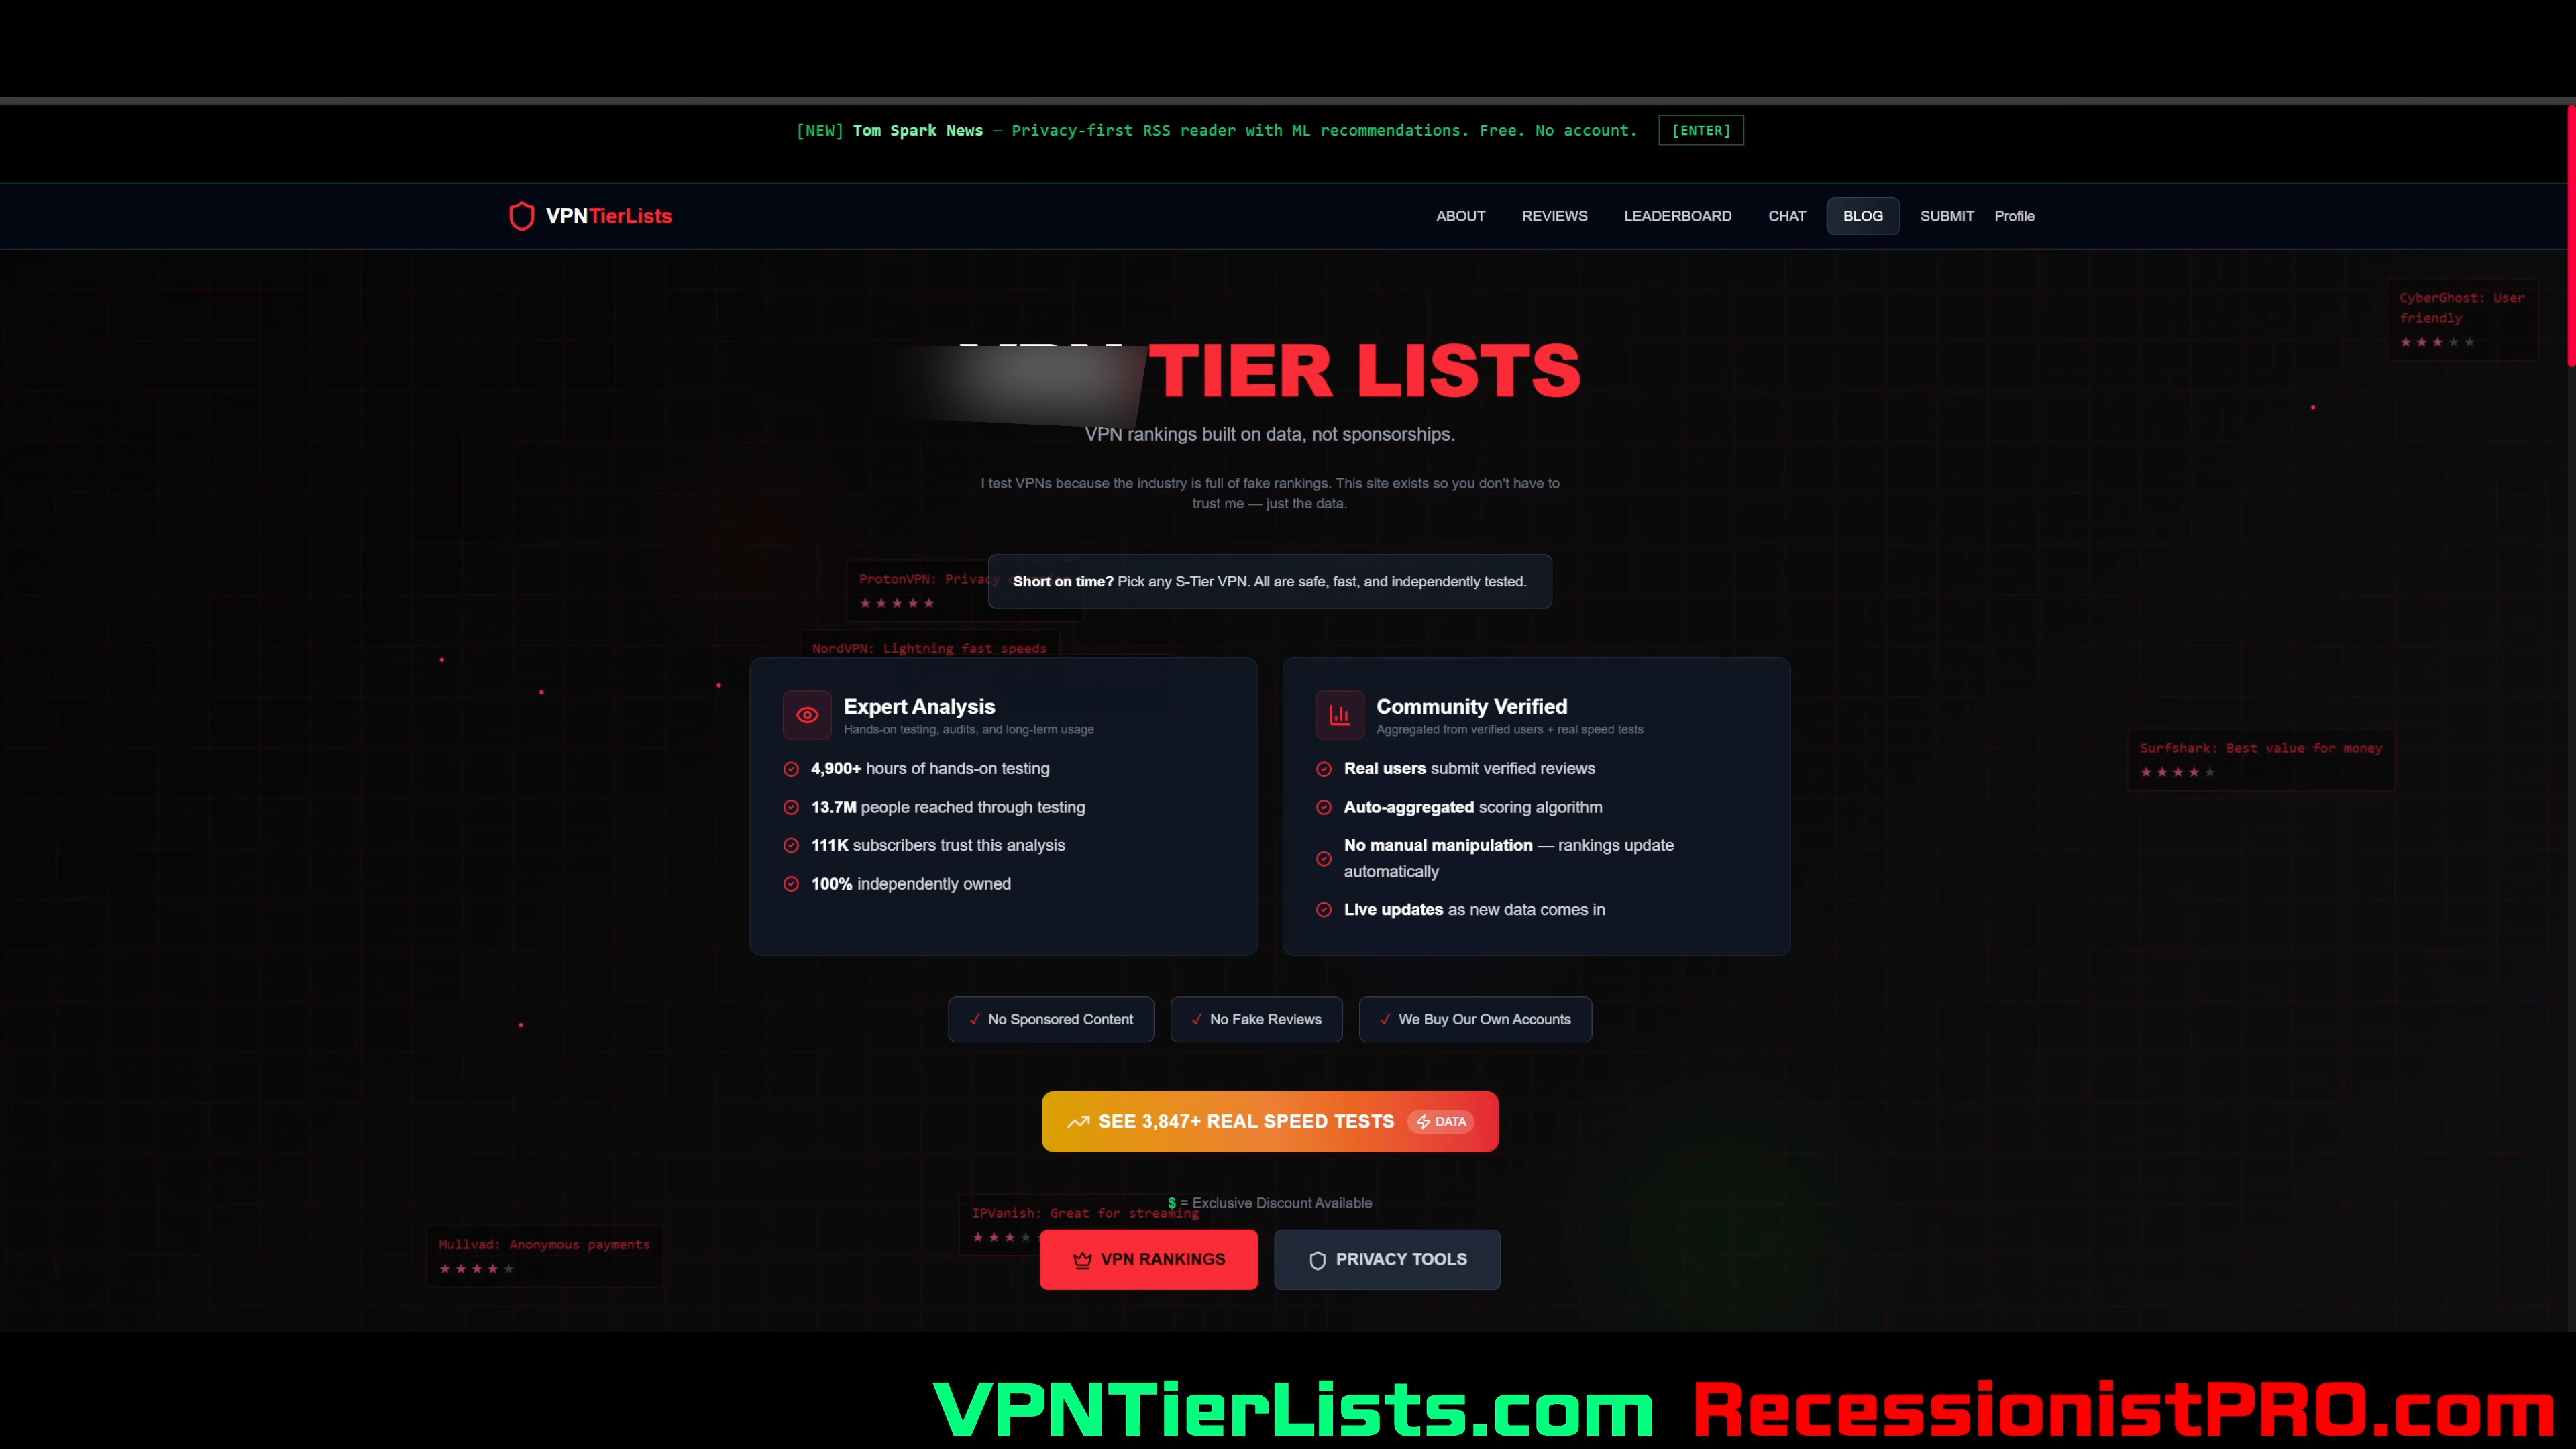 [NEW] Tom Spark News — Privacy-first RSS reader with ML recommendations. Free. No account. [ENTER]
VPNTierLists
ABOUT REVIEWS LEADERBOARD CHAT BLOG SUBMIT Profile
CyberGhost: User
friendly
TIER LISTS
VPN rankings built on data, not sponsorships.
I test VPNs because the industry is full of fake rankings. This site exists so you don't have to
trust me — just the data.
ProtonVPN: Privacy
Short on time? Pick any S-Tier VPN. All are safe, fast, and independently tested.
NordVPN: Lightning fast speeds
Expert Analysis
Hands-on testing, audits, and long-term usage
4,900+ hours of hands-on testing
13.7M people reached through testing
111K subscribers trust this analysis
100% independently owned
Community Verified
Aggregated from verified users + real speed tests
Real users submit verified reviews
Auto-aggregated scoring algorithm
No manual manipulation — rankings update
automatically
Live updates as new data comes in
Surfshark: Best value for money
✓ No Sponsored Content
✓ No Fake Reviews
✓ We Buy Our Own Accounts
SEE 3,847+ REAL SPEED TESTS DATA
$ = Exclusive Discount Available
IPVanish: Great for streaming
Mullvad: Anonymous payments
VPN RANKINGS
PRIVACY TOOLS
VPNTierLists.com RecessionistPRO.com